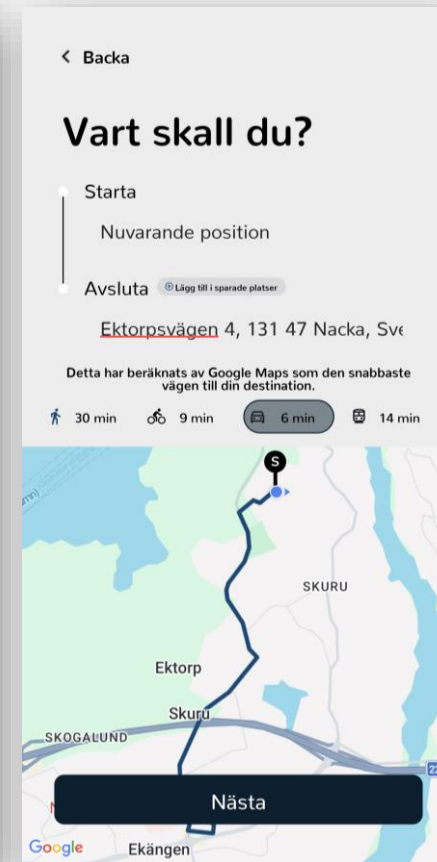 Backa
Vart skall du?
Starta
Nuvarande position
Avsluta
Lägg till i sparade platser
Ektorpsvägen 4, 131 47 Nacka, Sve
Detta har beräknats av Google Maps som den snabbaste
vägen till din destination.
30 min 9 min 6 min 14 min
S
SKURU
Ektorp
Skuru
SKOGALUND
22
Nästa
Google
Ekängen